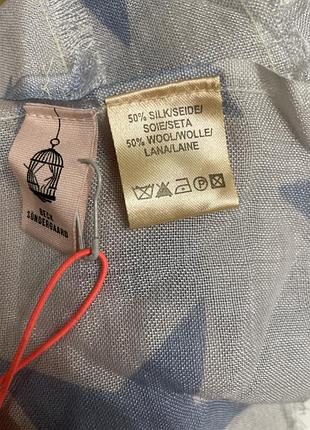 BECK
SÖNDERGAARD
50% SILK/SEIDE/
SOIE/SETA
50% WOOL/WOLLE/
LANA/LAINE